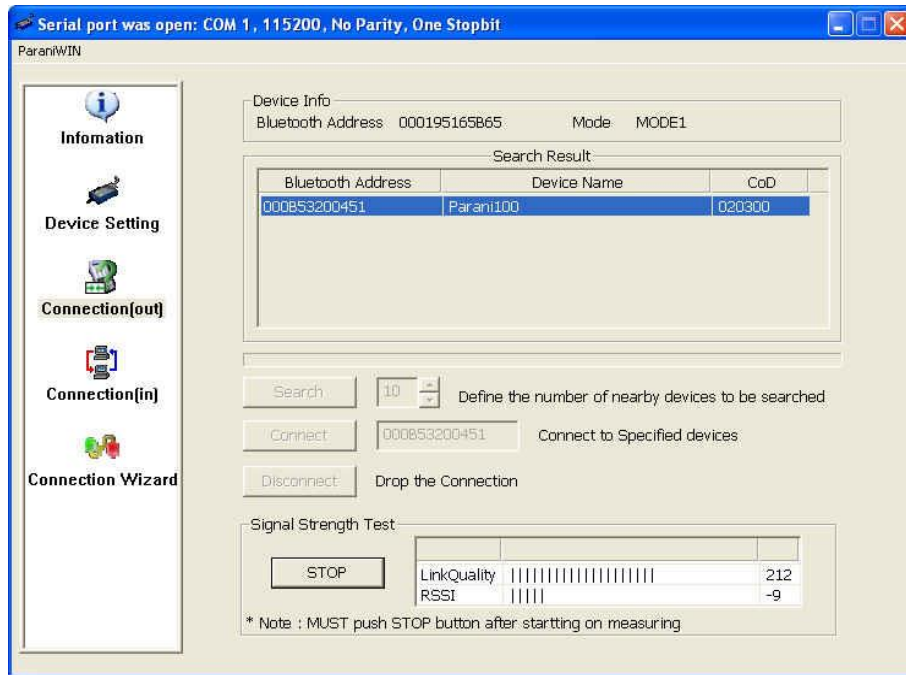 Serial port was open: COM 1, 115200, No Parity, One Stopbit
ParaniWIN
Infomation
Device Setting
Connection(out)
Connection(in)
Connection Wizard
Device Info
Bluetooth Address 000195165B65 Mode MODE1
Search Result
Bluetooth Address Device Name CoD
000B53200451 Parani100 020300
Search 10 Define the number of nearby devices to be searched
Connect 000B53200451 Connect to Specified devices
Disconnect Drop the Connection
Signal Strength Test
STOP
LinkQuality |||||||||||||||||||| 212
RSSI ||||| -9
* Note : MUST push STOP button after startting on measuring